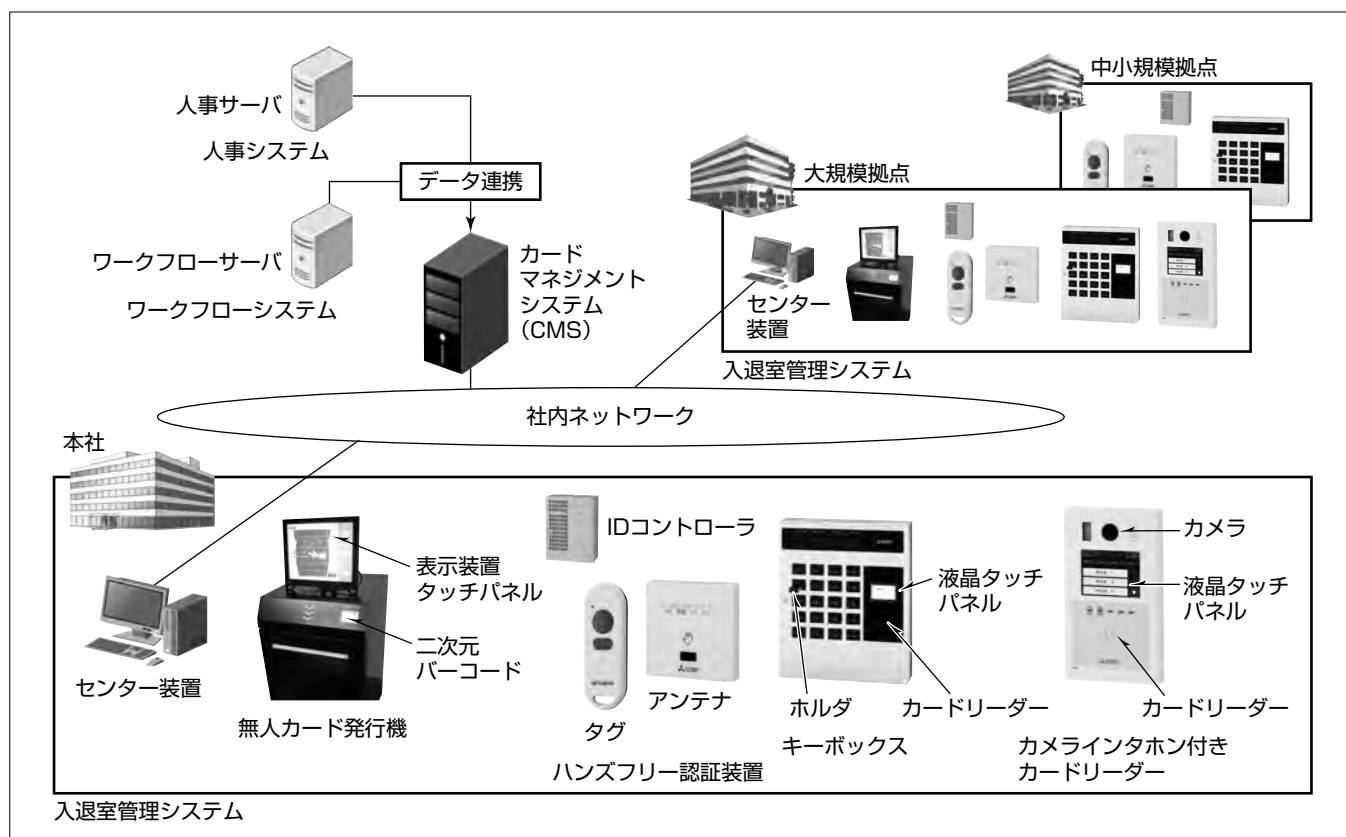 人事サーバ
人事システム
データ連携
ワークフローサーバ
ワークフローシステム
カード
マネジメント
システム
(CMS)
中小規模拠点
大規模拠点
センター
装置
入退室管理システム
社内ネットワーク
本社
センター装置
表示装置
タッチパネル
二次元
バーコード
無人カード発行機
IDコントローラ
タグ
アンテナ
ハンズフリー認証装置
液晶タッチ
パネル
ホルダ
カードリーダー
キーボックス
カメラ
液晶タッチ
パネル
カードリーダー
カメラインタホン付き
カードリーダー
入退室管理システム